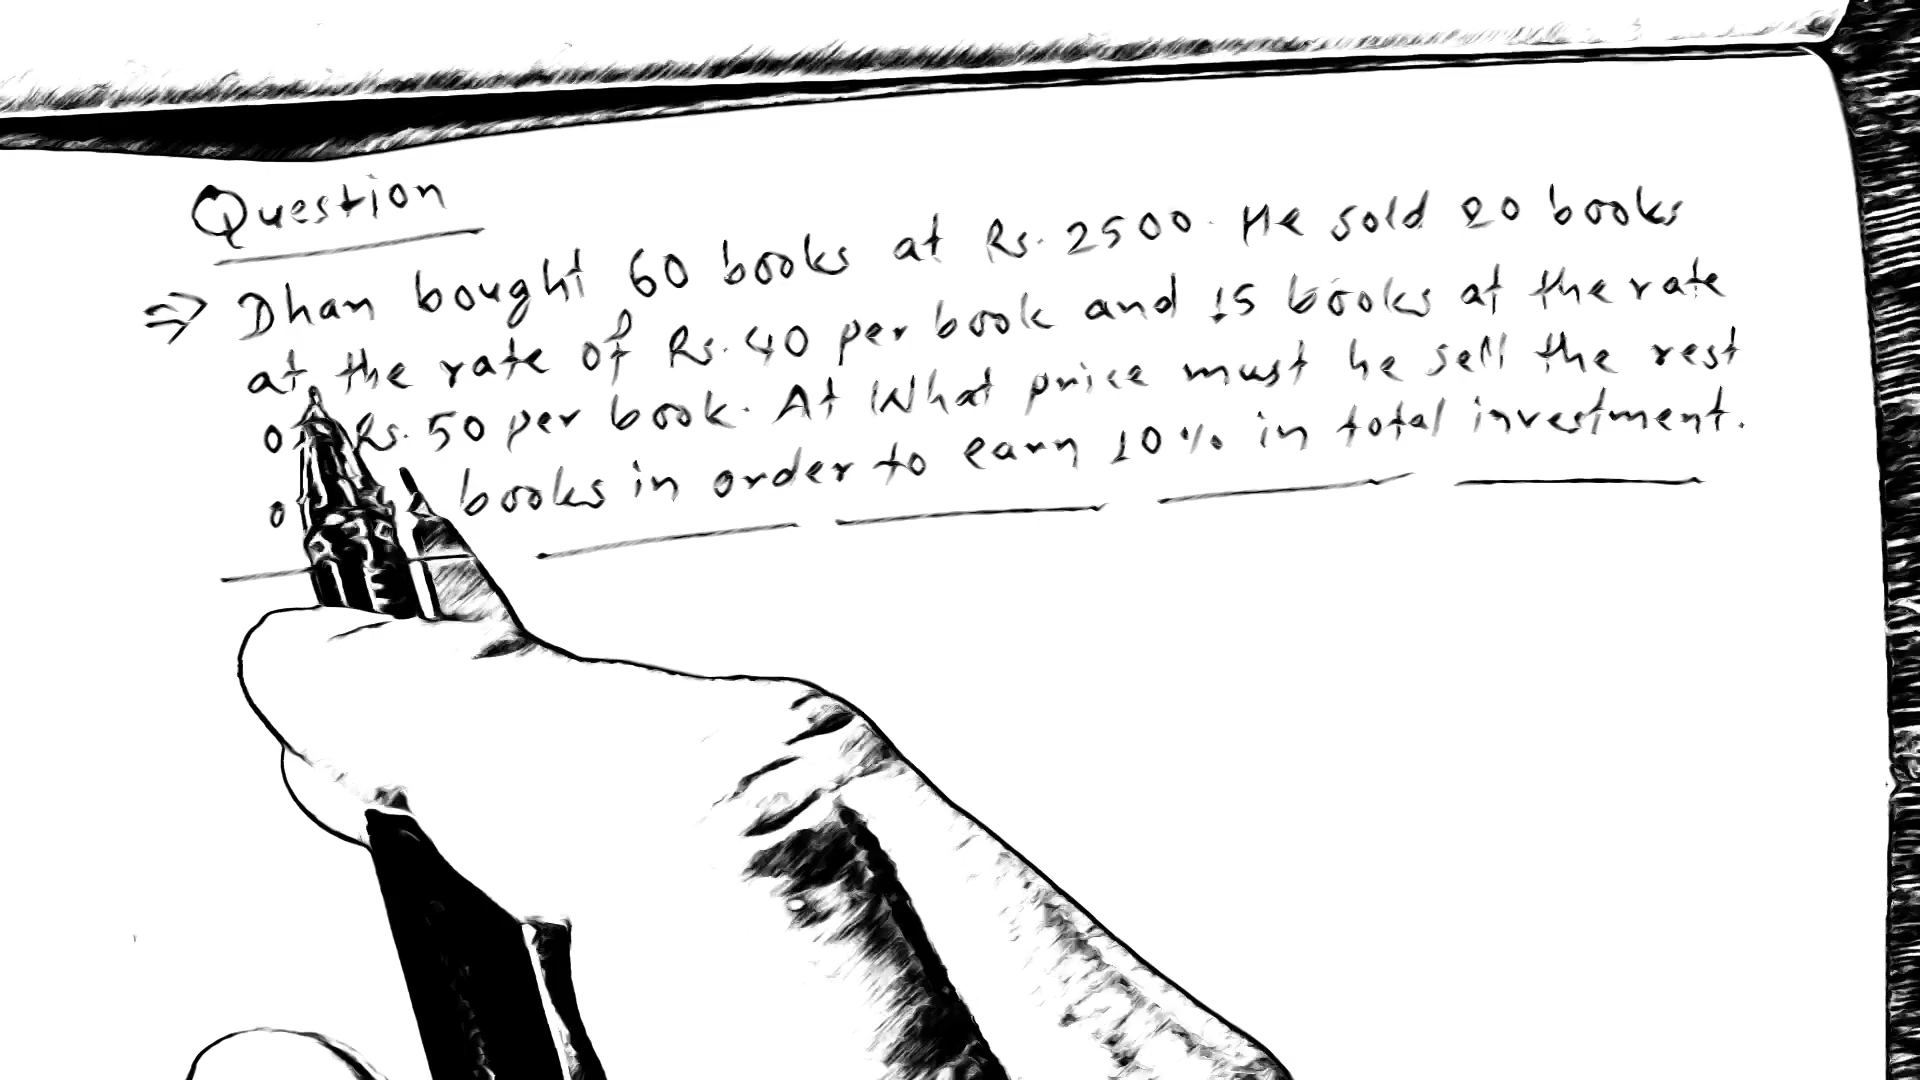 Question
⇒ Dhan bought 60 books at Rs. 2500. He sold 20 books
at the rate of Rs. 40 per book and 15 books at the rate
Rs. 50 per book. At What price must he sell the rest
books in order to earn 10% in total investment.